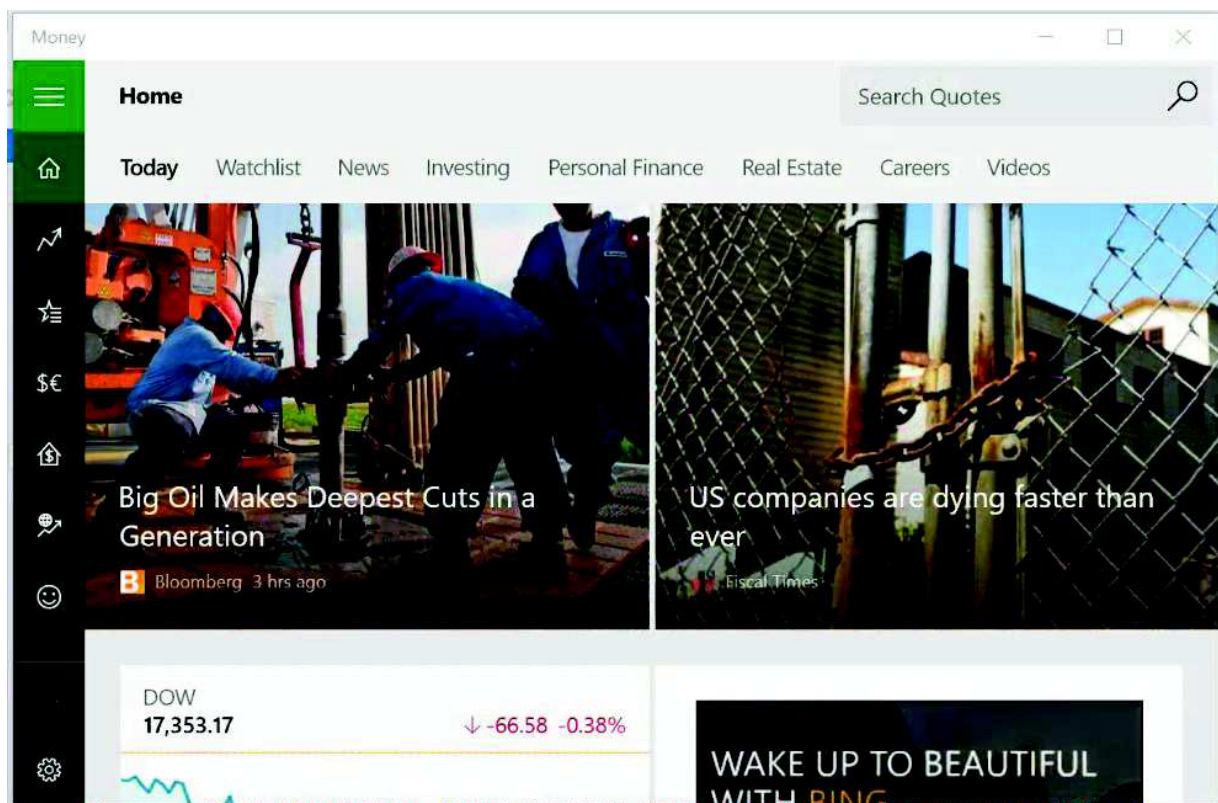 Money
Home
Search Quotes
Today Watchlist News Investing Personal Finance Real Estate Careers Videos
$€
$
Big Oil Makes Deepest Cuts in a
Generation
B Bloomberg 3 hrs ago
US companies are dying faster than
ever
Fiscal Times
DOW
17,353.17 ↓ -66.58 -0.38%
WAKE UP TO BEAUTIFUL
WITH BING